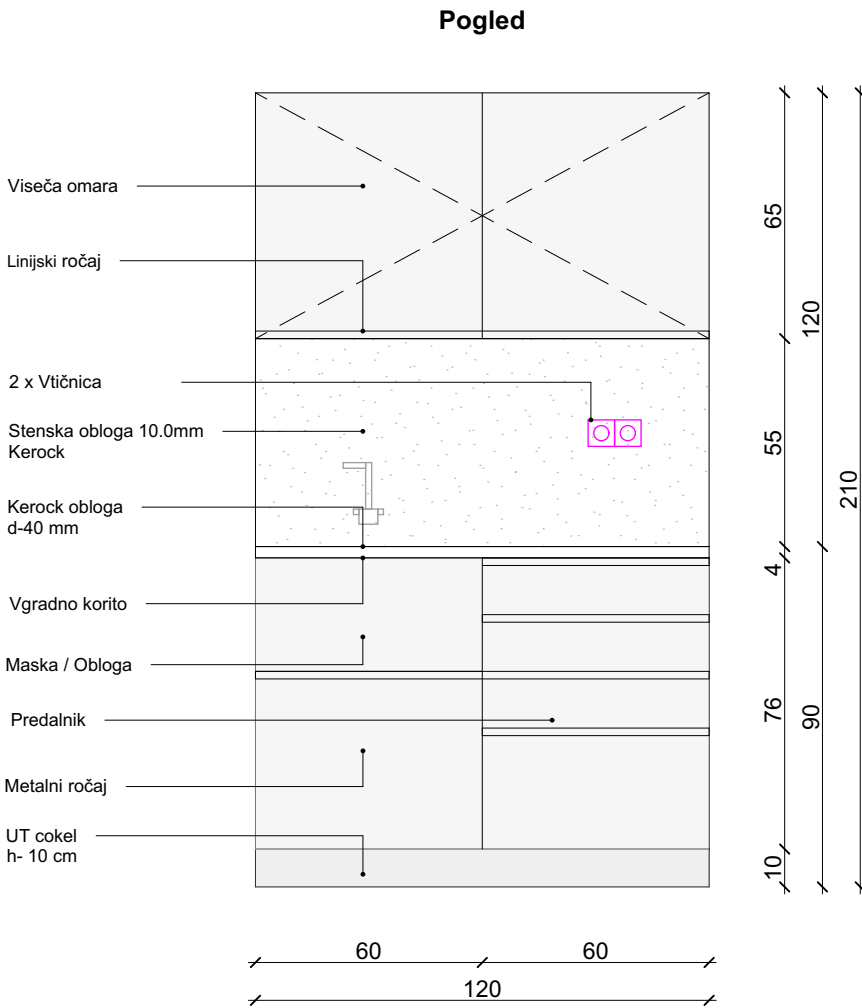 Pogled
Viseča omara
Linijski ročaj
2 x Vtičnica
Stenska obloga 10.0mm
Kerock
Kerock obloga
d-40 mm
Vgradno korito
Maska / Obloga
Predalnik
Metalni ročaj
UT cokel
h- 10 cm
65
55
4
76
10
120
90
210
60
60
120